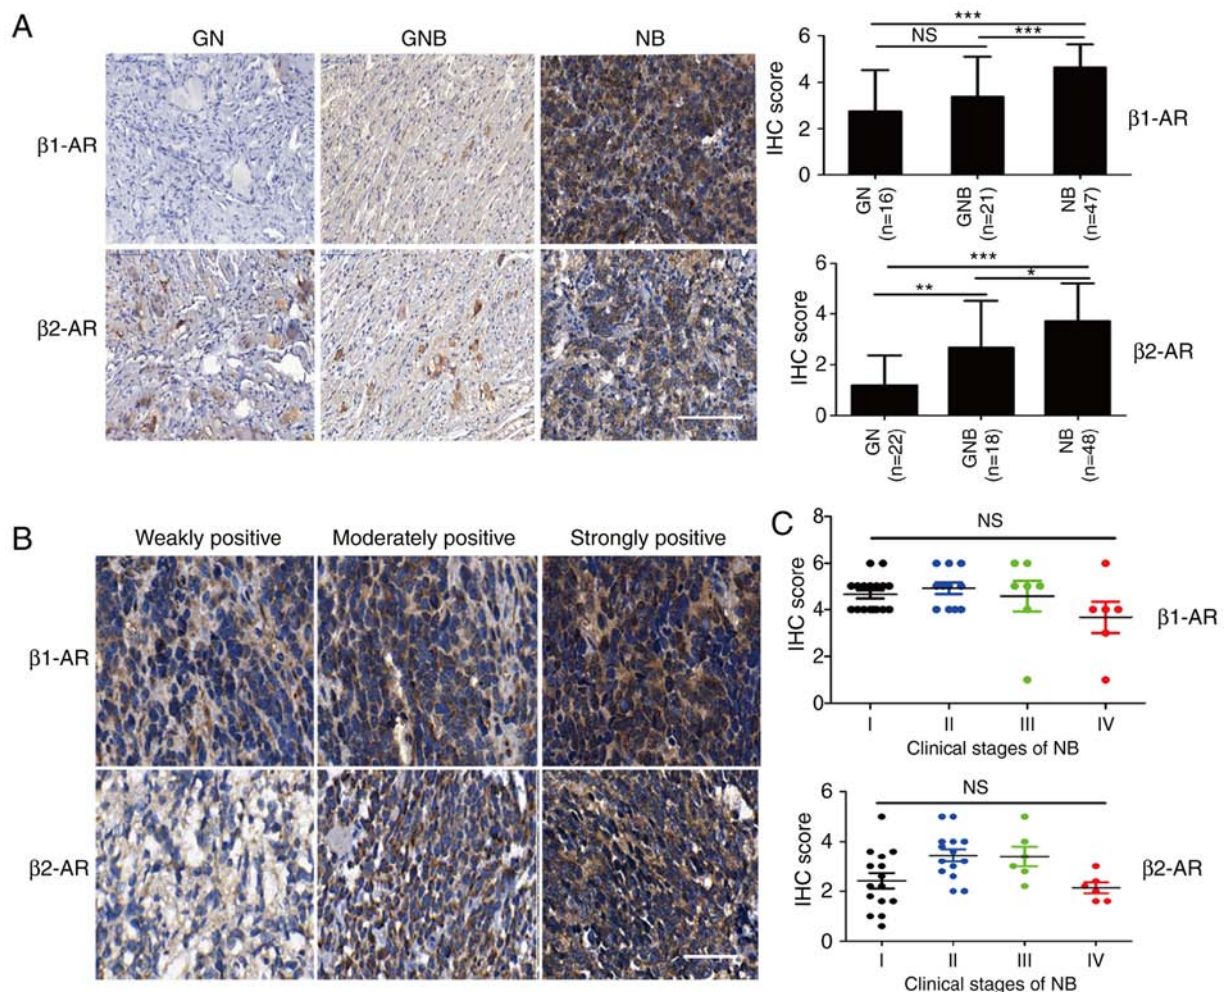 A
GN GNB NB
β1-AR
β2-AR
***
NS ***
6
4
2
0
IHC score
GN
(n=16)
GNB
(n=21)
NB
(n=47)
β1-AR
***
** *
6
4
2
0
IHC score
GN
(n=22)
GNB
(n=18)
NB
(n=48)
β2-AR
B
Weakly positive Moderately positive Strongly positive
β1-AR
β2-AR
C
NS
8
6
4
2
0
IHC score
I II III IV
Clinical stages of NB
β1-AR
NS
6
4
2
0
IHC score
I II III IV
Clinical stages of NB
β2-AR